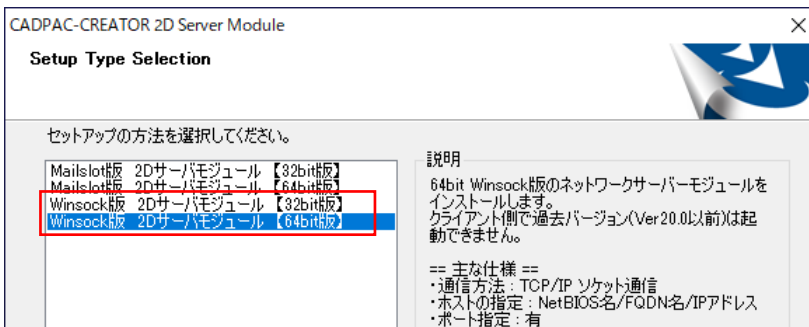 CADPAC-CREATOR 2D Server Module
Setup Type Selection
セットアップの方法を選択してください。
Mailslot版 2Dサーバモジュール 【32bit版】
Mailslot版 2Dサーバモジュール 【64bit版】
Winsock版 2Dサーバモジュール 【32bit版】
Winsock版 2Dサーバモジュール 【64bit版】
説明
64bit Winsock版のネットワークサーバーモジュールを
インストールします。
クライアント側で過去バージョン(Ver20.0以前)は起
動できません。
== 主な仕様 ==
・通信方法 : TCP/IP ソケット通信
・ホストの指定 : NetBIOS名/FQDN名/IPアドレス
・ポート指定 : 有